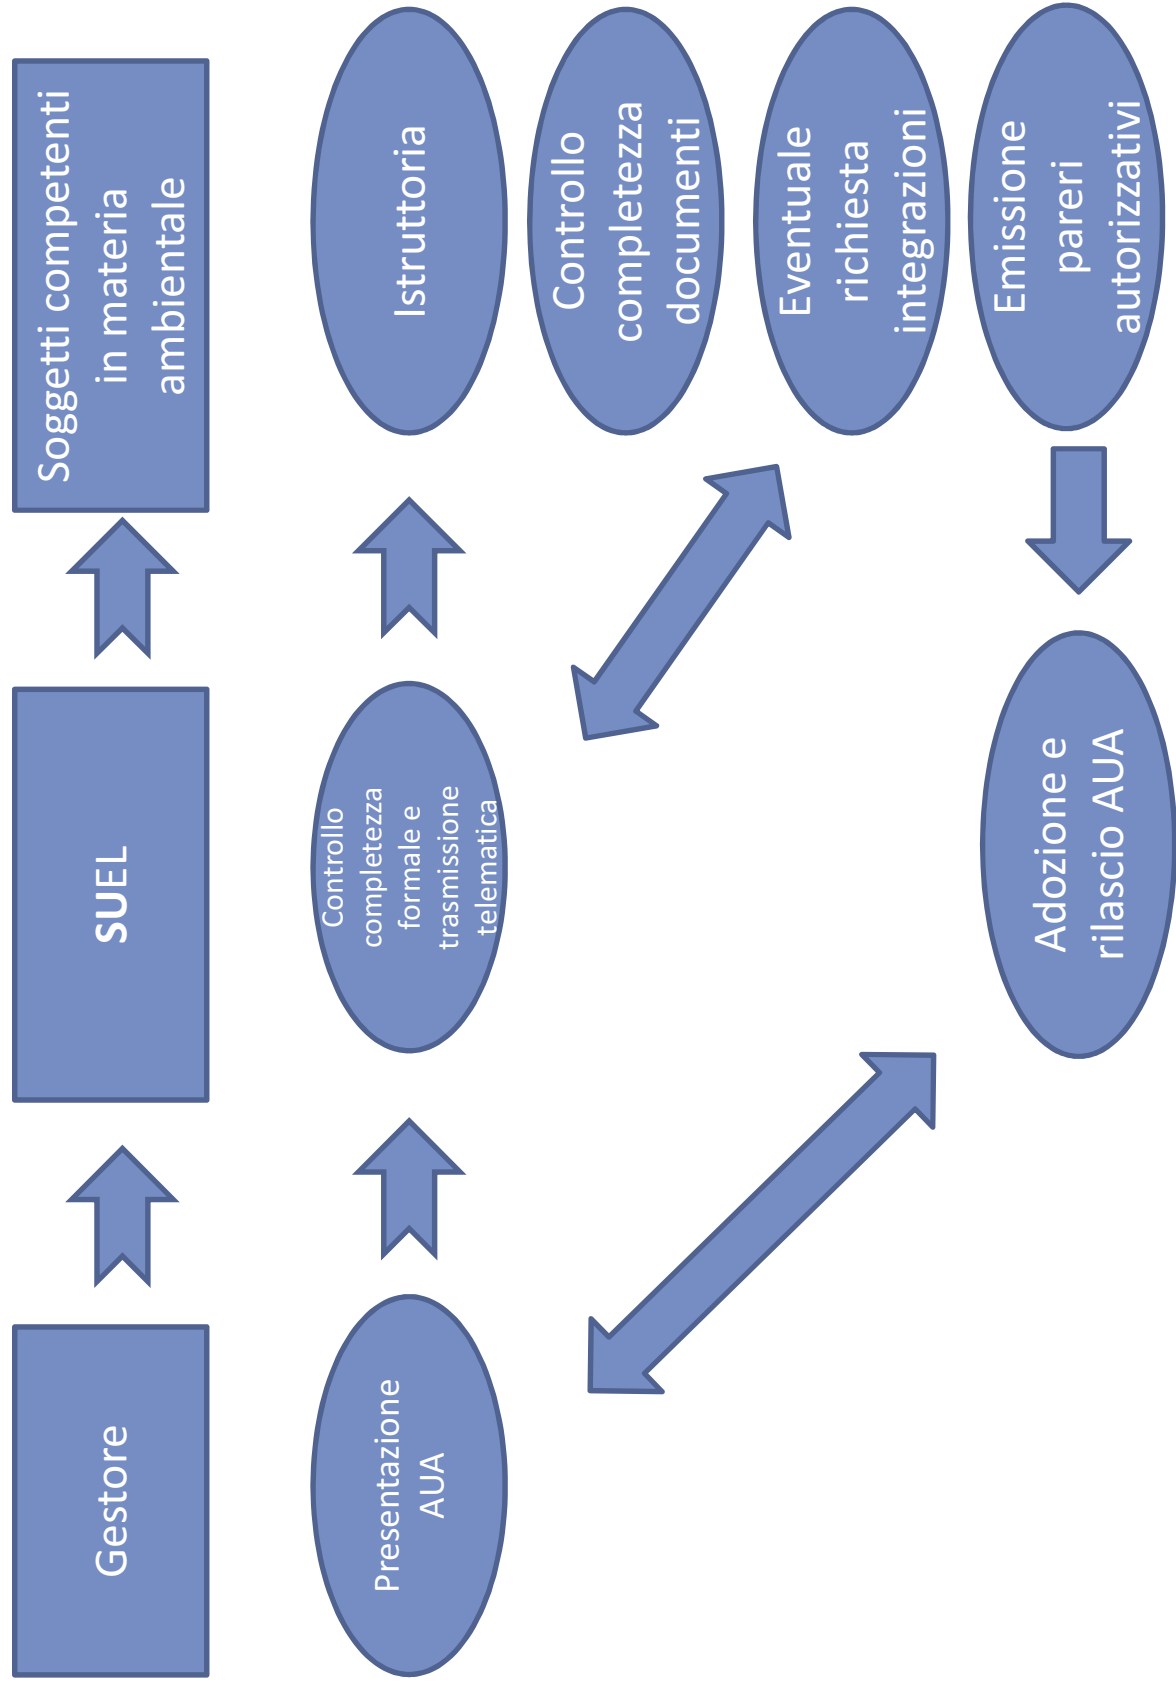 Gestore
SUEL
Soggetti competenti
in materia
ambientale
Presentazione
AUA
Controllo
completezza
formale e
trasmissione
telematica
Istruttoria
Controllo
completezza
documenti
Eventuale
richiesta
integrazioni
Adozione e
rilascio AUA
Emissione
pareri
autorizzativi